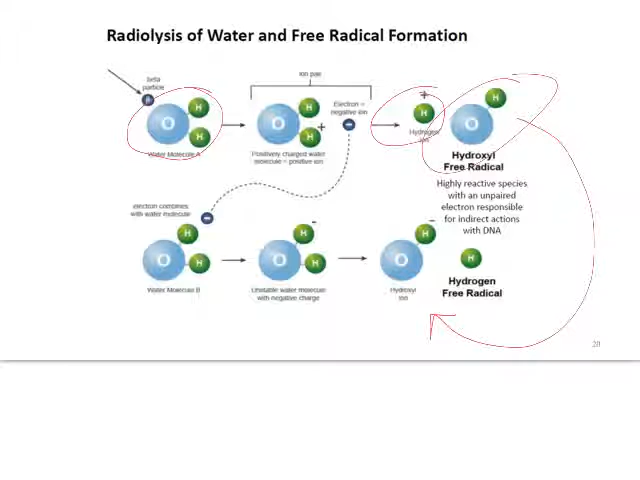 Radiolysis of Water and Free Radical Formation
beta
particle
β
O
H
H
Water Molecule A
Ion pair
O
H
H
+
Positively charged water
molecule = positive ion
Electron =
negative ion
−
+
H
Hydrogen
ion
O
H
Hydroxyl
Free Radical
Highly reactive species
with an unpaired
electron responsible
for indirect actions
with DNA
electron combines
with water molecule
−
O
H
H
Water Molecule B
O
H
H
-
Unstable water molecule
with negative charge
O
H
-
Hydroxyl
ion
H
Hydrogen
Free Radical
20